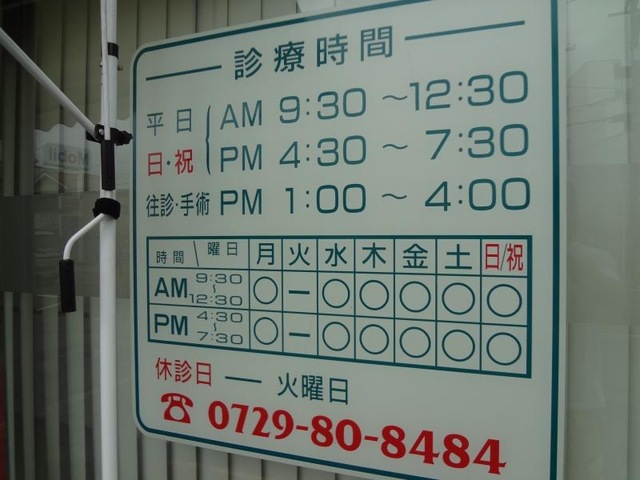 診療時間
平日 AM 9:30 ～12:30
日・祝 PM 4:30 ～ 7:30
往診・手術 PM 1:00 ～ 4:00
時間 曜日 月 火 水 木 金 土 日/祝
AM 9:30～12:30 ○ ー ○ ○ ○ ○ ○
PM 4:30～7:30 ○ ー ○ ○ ○ ○ ○
休診日 ー 火曜日
☎ 0729-80-8484
Mobil